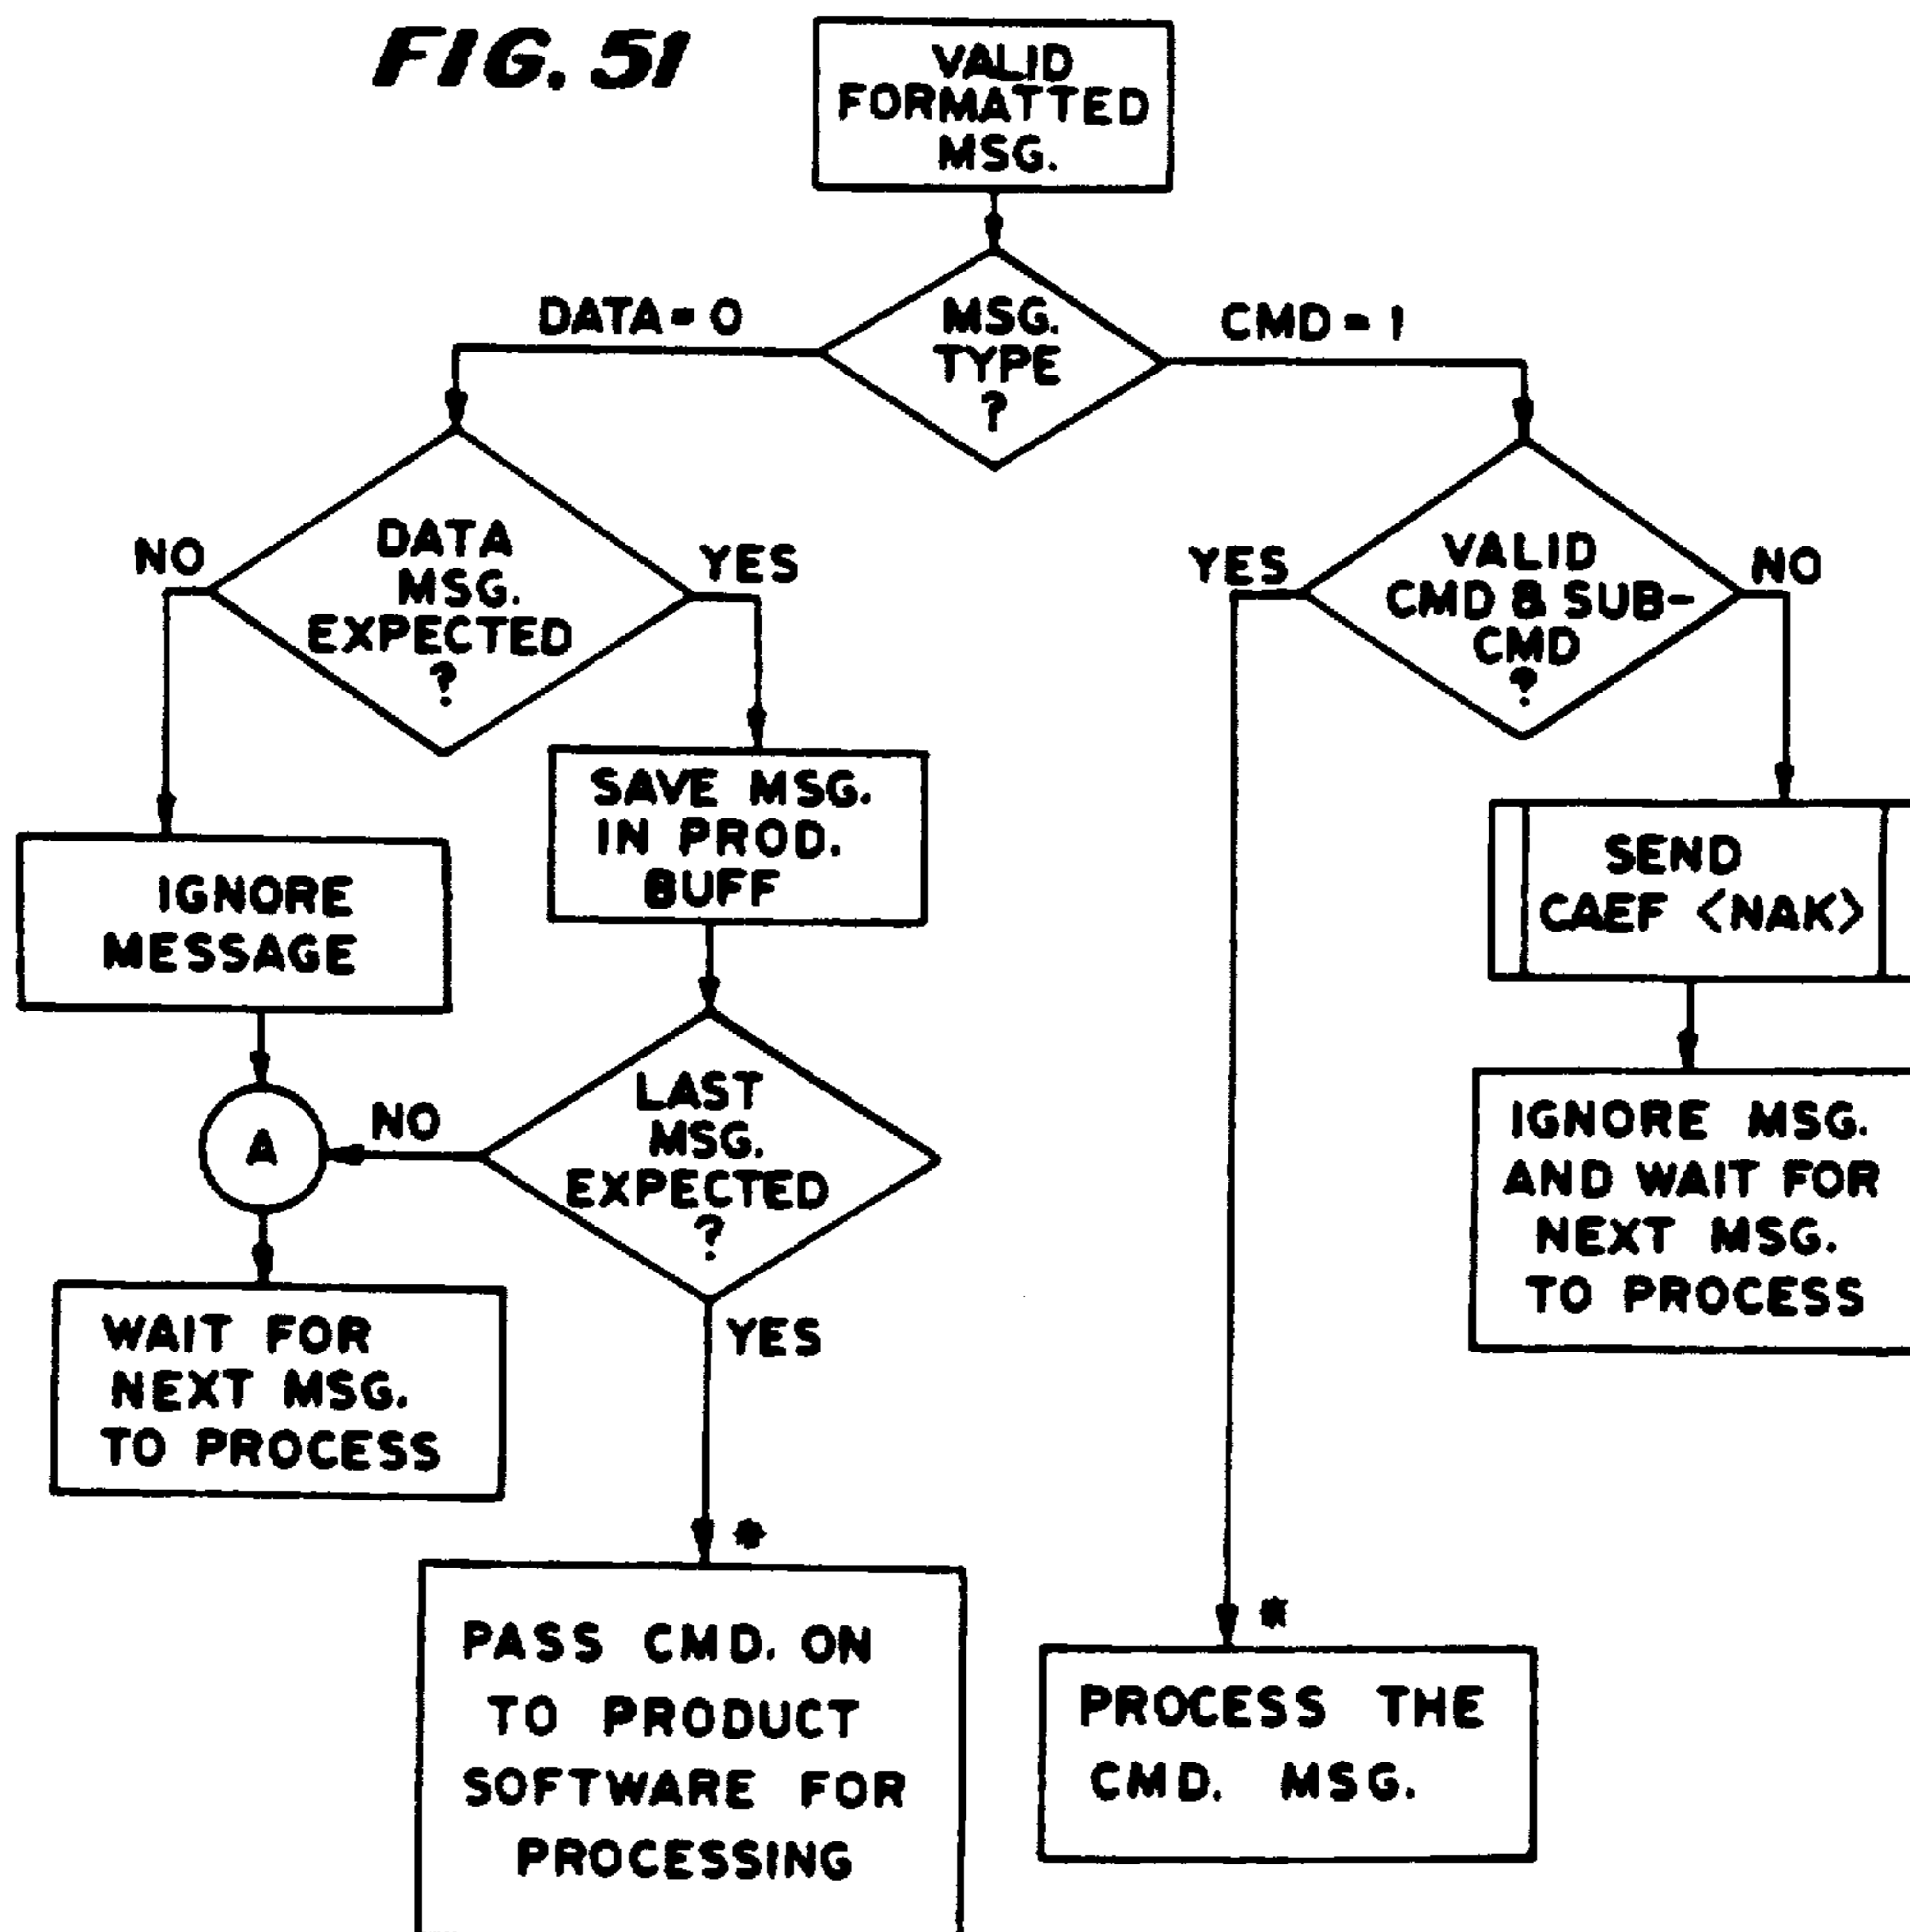 FIG. 51
VALID
FORMATTED
MSG.
DATA = 0
MSG.
TYPE
?
CMD = 1
NO
DATA
MSG.
EXPECTED
?
YES
YES
VALID
CMD & SUB-
CMD
?
NO
SAVE MSG.
IN PROD.
BUFF
IGNORE
MESSAGE
SEND
CAEF <NAK>
A
NO
LAST
MSG.
EXPECTED
?
YES
IGNORE MSG.
AND WAIT FOR
NEXT MSG.
TO PROCESS
WAIT FOR
NEXT MSG.
TO PROCESS
*
PASS CMD. ON
TO PRODUCT
SOFTWARE FOR
PROCESSING
*
PROCESS THE
CMD. MSG.